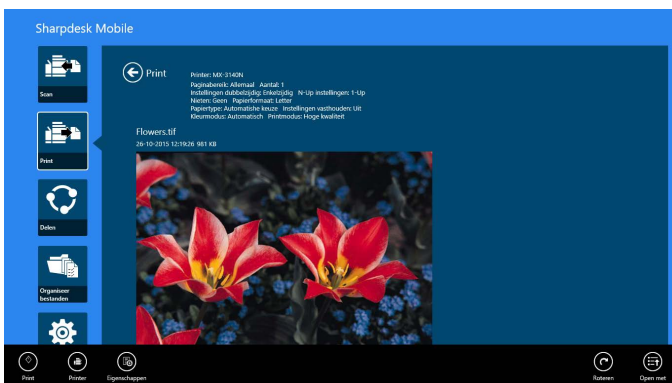 Sharpdesk Mobile
Scan
Print
Delen
Organiseer
bestanden
Print
Printer: MX-3140N
Paginabereik: Allemaal Aantal: 1
Instellingen dubbelzijdig: Enkelzijdig N-Up instellingen: 1-Up
Nieten: Geen Papierformaat: Letter
Papiertype: Automatishe keuze Instellingen vasthouden: Uit
Kleurmodus: Automatisch Printmodus: Hoge kwaliteit
Flowers.tif
26-10-2015 12:19:26 981 KB
Print Printer Eigenschappen Roteren Open met